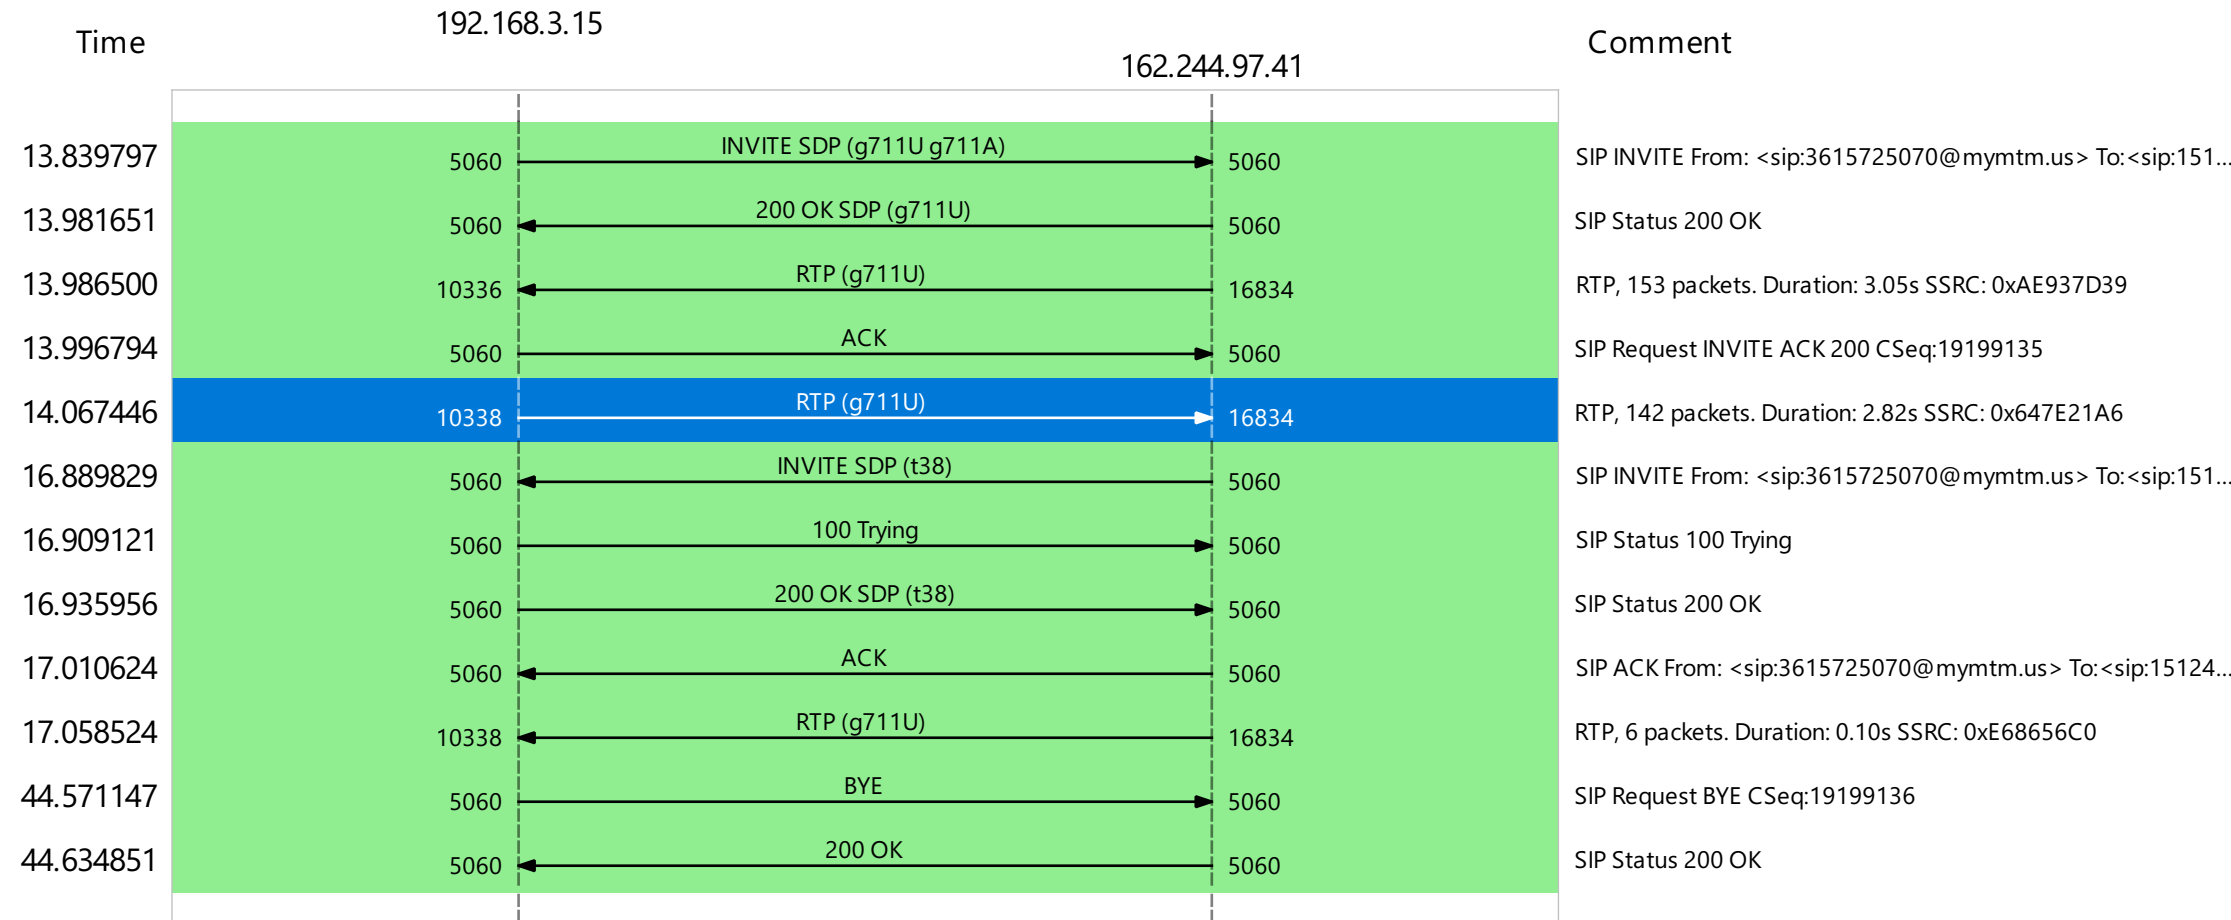 Time 192.168.3.15 162.244.97.41 Comment
13.839797 5060 INVITE SDP (g711U g711A) 5060 SIP INVITE From: <sip:3615725070@mymtm.us> To:<sip:151...
13.981651 5060 200 OK SDP (g711U) 5060 SIP Status 200 OK
13.986500 10336 RTP (g711U) 16834 RTP, 153 packets. Duration: 3.05s SSRC: 0xAE937D39
13.996794 5060 ACK 5060 SIP Request INVITE ACK 200 CSeq:19199135
14.067446 10338 RTP (g711U) 16834 RTP, 142 packets. Duration: 2.82s SSRC: 0x647E21A6
16.889829 5060 INVITE SDP (t38) 5060 SIP INVITE From: <sip:3615725070@mymtm.us> To:<sip:151...
16.909121 5060 100 Trying 5060 SIP Status 100 Trying
16.935956 5060 200 OK SDP (t38) 5060 SIP Status 200 OK
17.010624 5060 ACK 5060 SIP ACK From: <sip:3615725070@mymtm.us> To:<sip:15124...
17.058524 10338 RTP (g711U) 16834 RTP, 6 packets. Duration: 0.10s SSRC: 0xE68656C0
44.571147 5060 BYE 5060 SIP Request BYE CSeq:19199136
44.634851 5060 200 OK 5060 SIP Status 200 OK